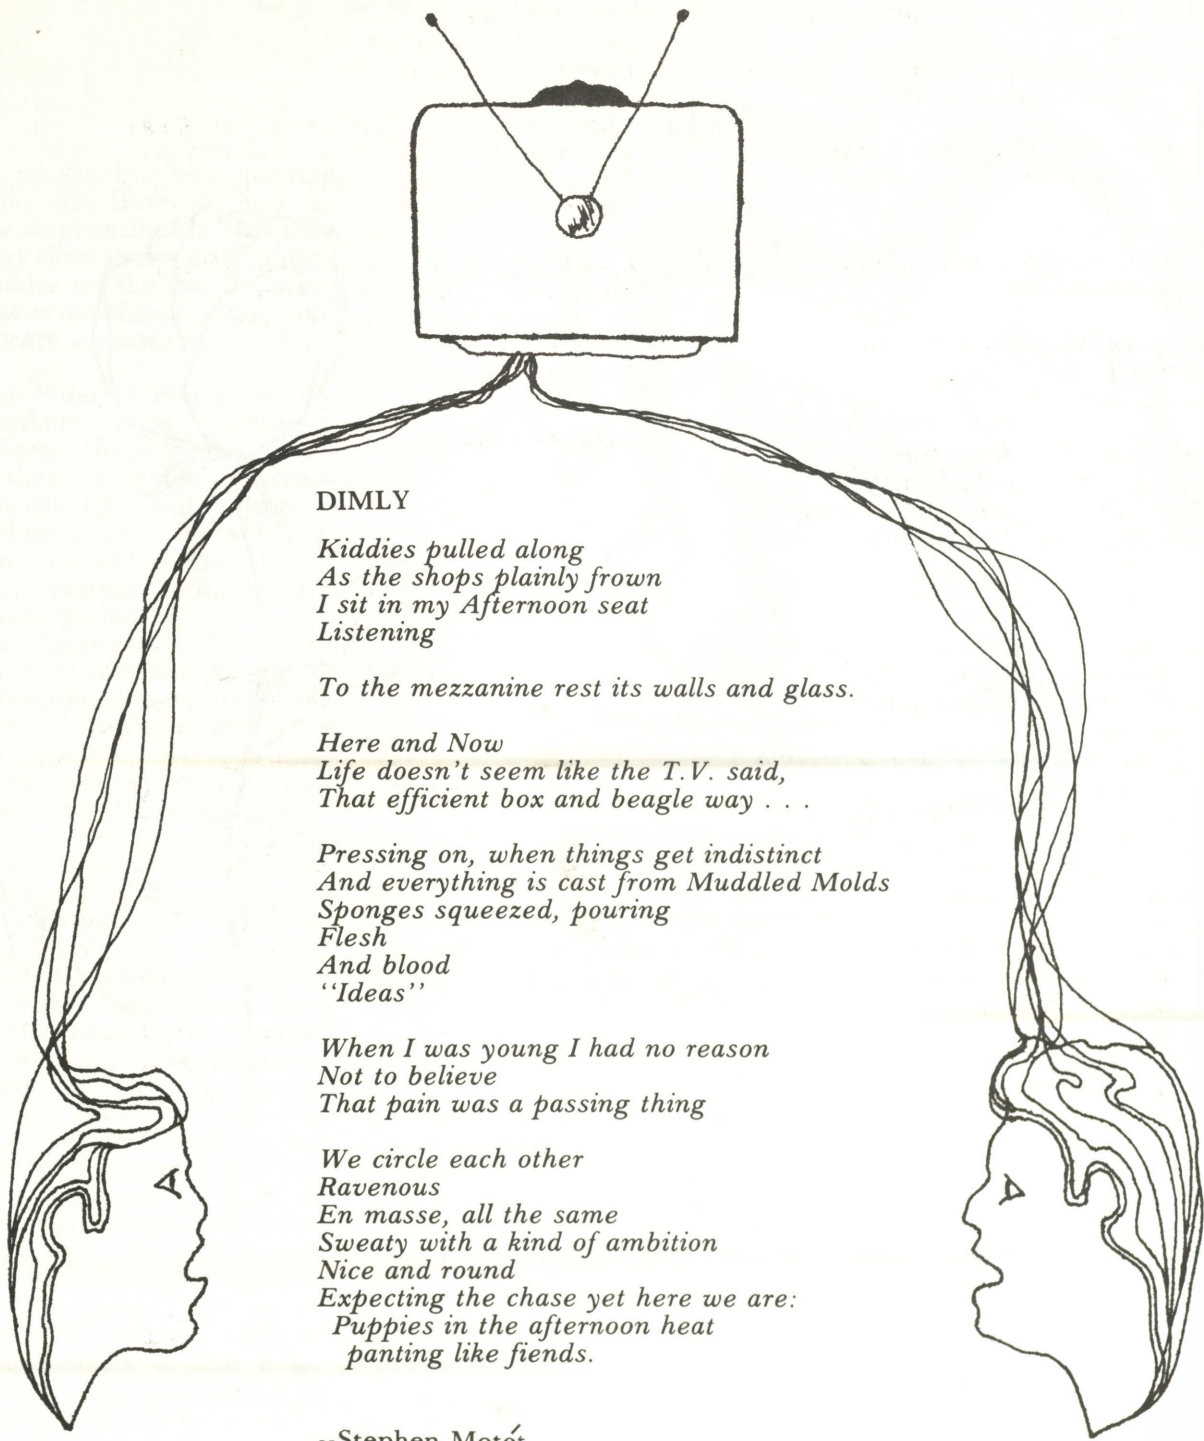 DIMLY
Kiddies pulled along
As the shops plainly frown
I sit in my Afternoon seat
Listening
To the mezzanine rest its walls and glass.
Here and Now
Life doesn't seem like the T.V. said,
That efficient box and beagle way . . .
Pressing on, when things get indistinct
And everything is cast from Muddled Molds
Sponges squeezed, pouring
Flesh
And blood
"Ideas"
When I was young I had no reason
Not to believe
That pain was a passing thing
We circle each other
Ravenous
En masse, all the same
Sweaty with a kind of ambition
Nice and round
Expecting the chase yet here we are:
Puppies in the afternoon heat
panting like fiends.
--Stephen Motét